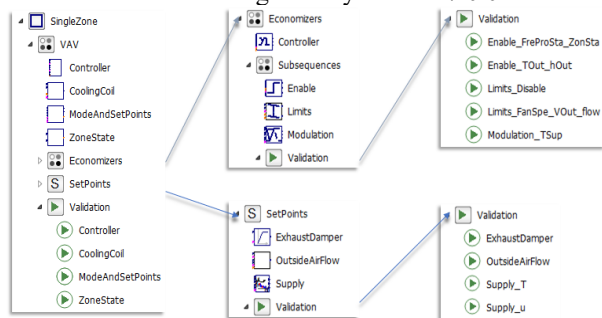 SingleZone
VAV
Controller
CoolingCoil
ModeAndSetPoints
ZoneState
Economizers
S SetPoints
Validation
Controller
CoolingCoil
ModeAndSetPoints
ZoneState
Economizers
Controller
Subsequences
Enable
Limits
Modulation
Validation
S SetPoints
ExhaustDamper
OutsideAirFlow
Supply
Validation
Validation
Enable_FreProSta_ZonSta
Enable_TOut_hOut
Limits_Disable
Limits_FanSpe_VOut_flow
Modulation_TSup
Validation
ExhaustDamper
OutsideAirFlow
Supply_T
Supply_u